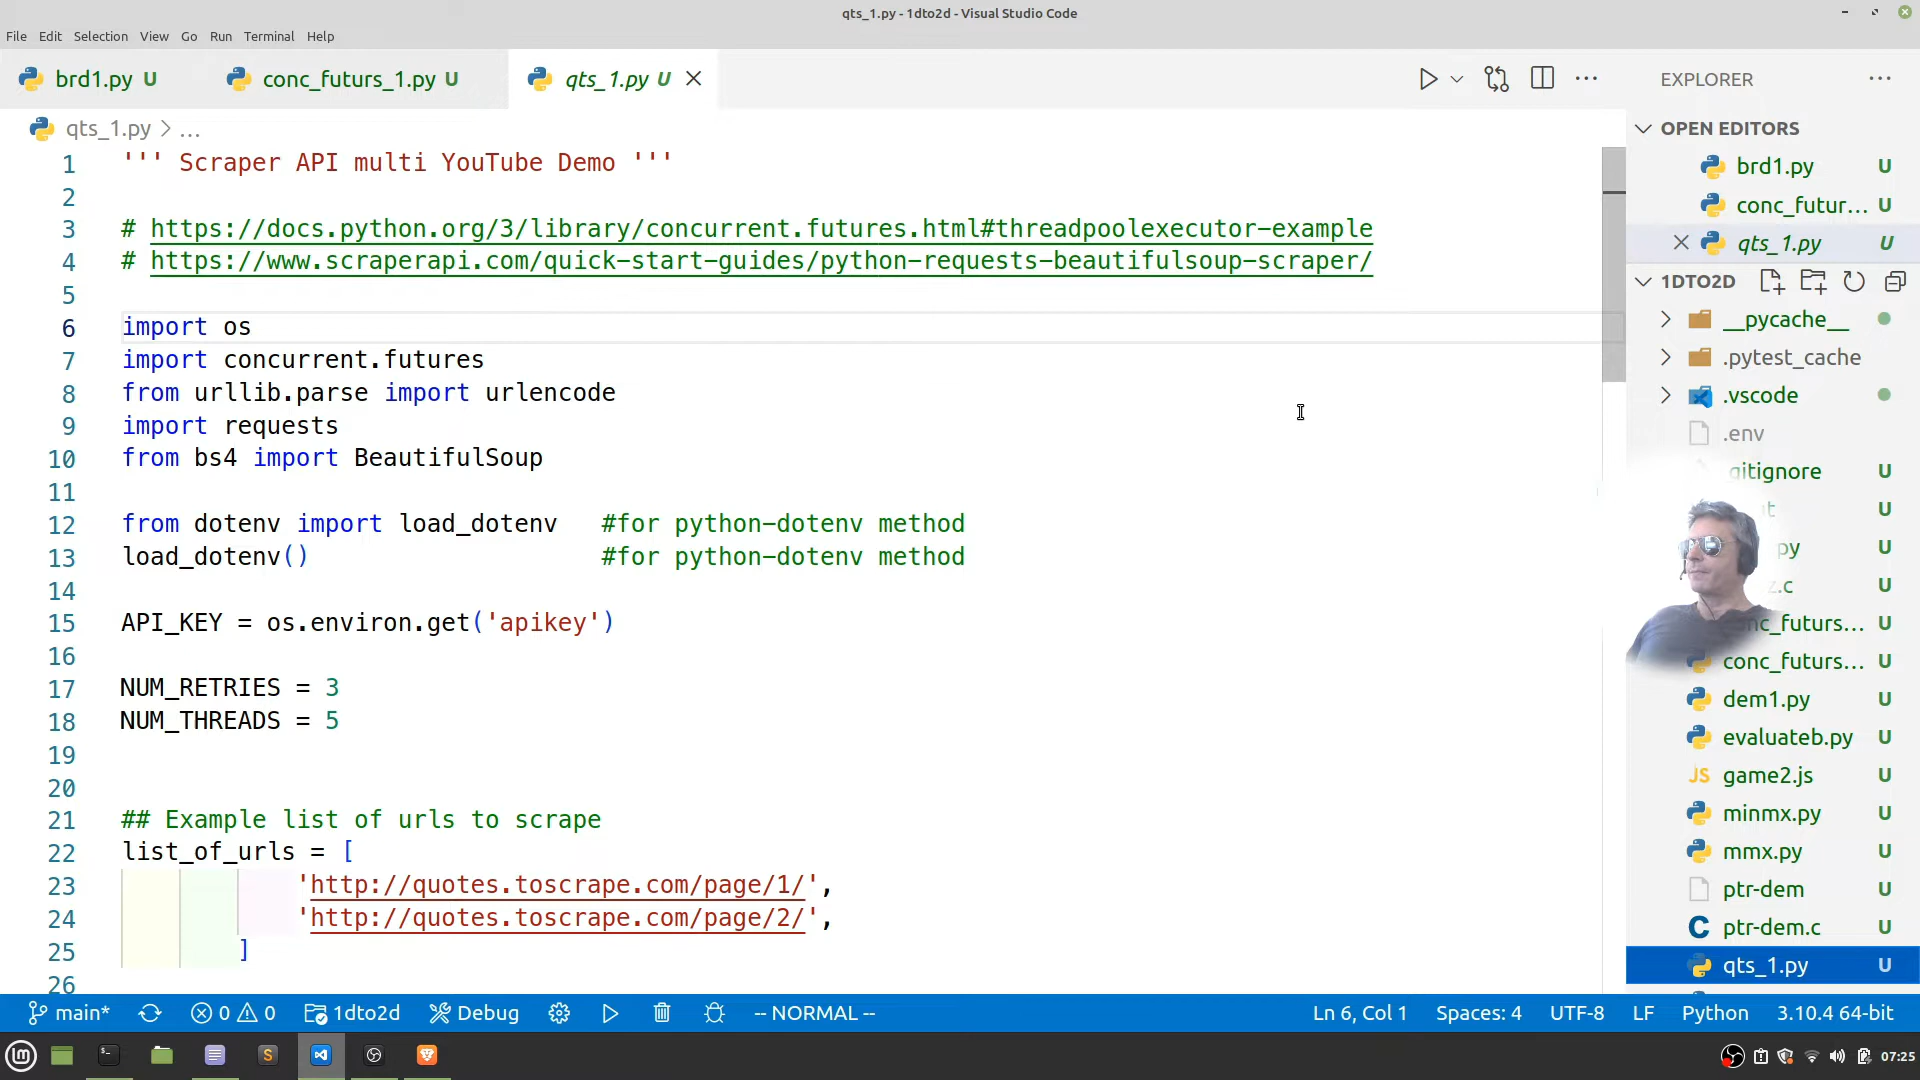 qts_1.py - 1dto2d - Visual Studio Code
File Edit Selection View Go Run Terminal Help
brd1.py U conc_futurs_1.py U qts_1.py U
qts_1.py > ...
1 ''' Scraper API multi YouTube Demo '''
2
3 # https://docs.python.org/3/library/concurrent.futures.html#threadpoolexecutor-example
4 # https://www.scraperapi.com/quick-start-guides/python-requests-beautifulsoup-scraper/
5
6 import os
7 import concurrent.futures
8 from urllib.parse import urlencode
9 import requests
10 from bs4 import BeautifulSoup
11
12 from dotenv import load_dotenv #for python-dotenv method
13 load_dotenv() #for python-dotenv method
14
15 API_KEY = os.environ.get('apikey')
16
17 NUM_RETRIES = 3
18 NUM_THREADS = 5
19
20
21 ## Example list of urls to scrape
22 list_of_urls = [
23 'http://quotes.toscrape.com/page/1/',
24 'http://quotes.toscrape.com/page/2/',
25 ]
26
EXPLORER
OPEN EDITORS
brd1.py U
conc_futur... U
qts_1.py U
1DTO2D
__pycache__
.pytest_cache
.vscode
.env
gitignore U
U
py U
.c U
nc_futurs... U
conc_futurs... U
dem1.py U
evaluateb.py U
JS game2.js U
minmx.py U
mmx.py U
ptr-dem U
C ptr-dem.c U
qts_1.py U
main* 0 0 1dto2d Debug -- NORMAL -- Ln 6, Col 1 Spaces: 4 UTF-8 LF Python 3.10.4 64-bit
07:25